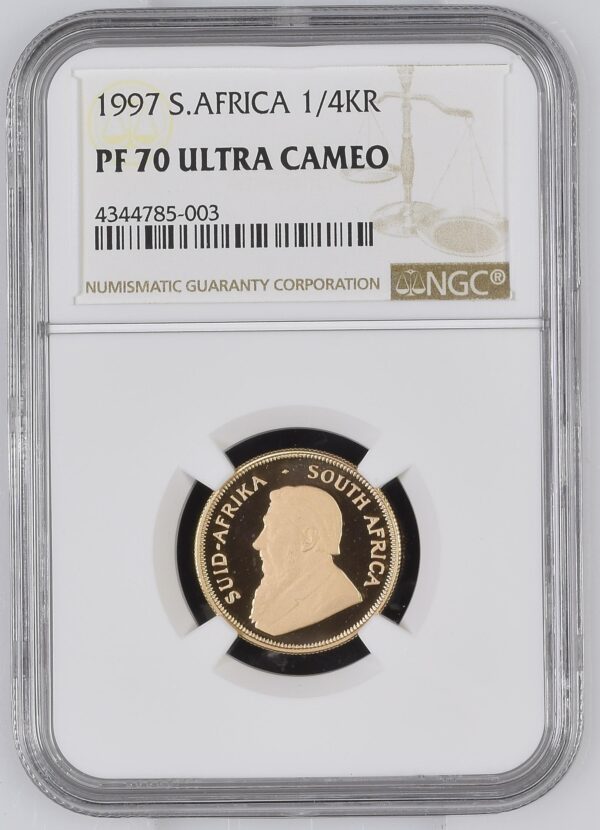 1997 S.AFRICA 1/4KR
PF 70 ULTRA CAMEO
4344785-003
NUMISMATIC GUARANTY CORPORATION
NGC®
SUID-AFRIKA · SOUTH AFRICA